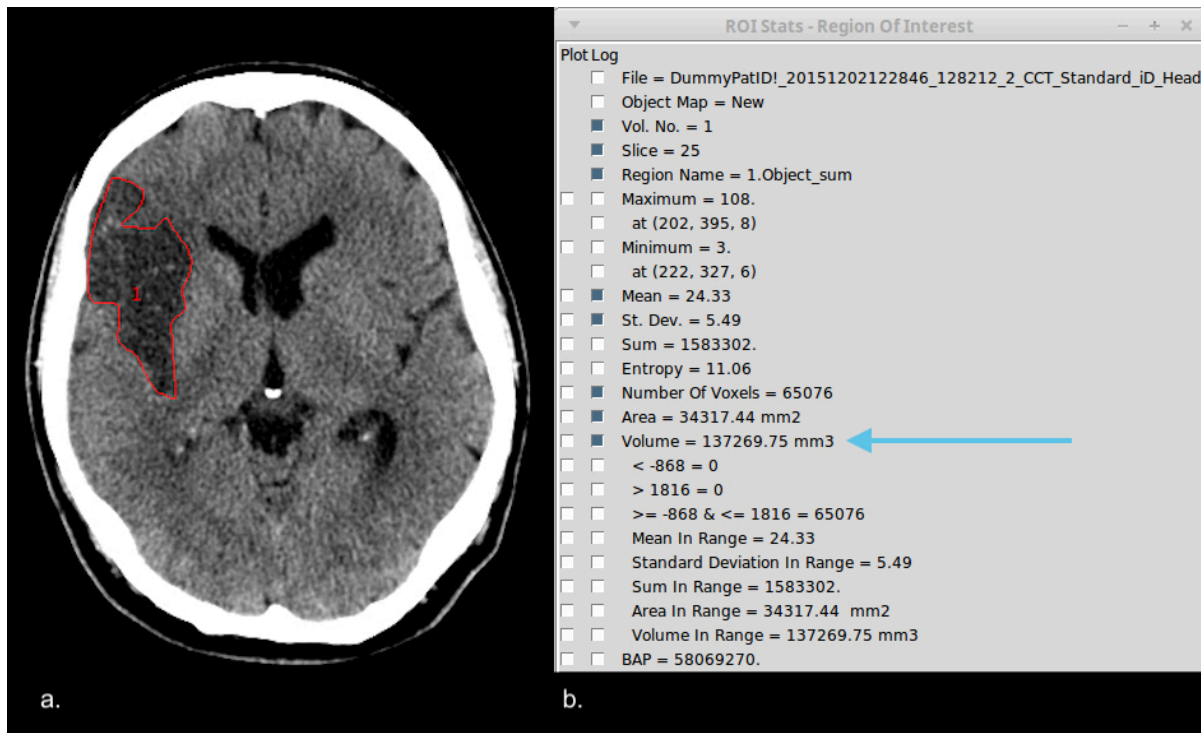 1
ROI Stats - Region Of Interest
Plot Log
File = DummyPatID!_20151202122846_128212_2_CCT_Standard_iD_Head
Object Map = New
Vol. No. = 1
Slice = 25
Region Name = 1.Object_sum
Maximum = 108.
at (202, 395, 8)
Minimum = 3.
at (222, 327, 6)
Mean = 24.33
St. Dev. = 5.49
Sum = 1583302.
Entropy = 11.06
Number Of Voxels = 65076
Area = 34317.44 mm2
Volume = 137269.75 mm3
< -868 = 0
> 1816 = 0
>= -868 & <= 1816 = 65076
Mean In Range = 24.33
Standard Deviation In Range = 5.49
Sum In Range = 1583302.
Area In Range = 34317.44 mm2
Volume In Range = 137269.75 mm3
BAP = 58069270.
a.
b.